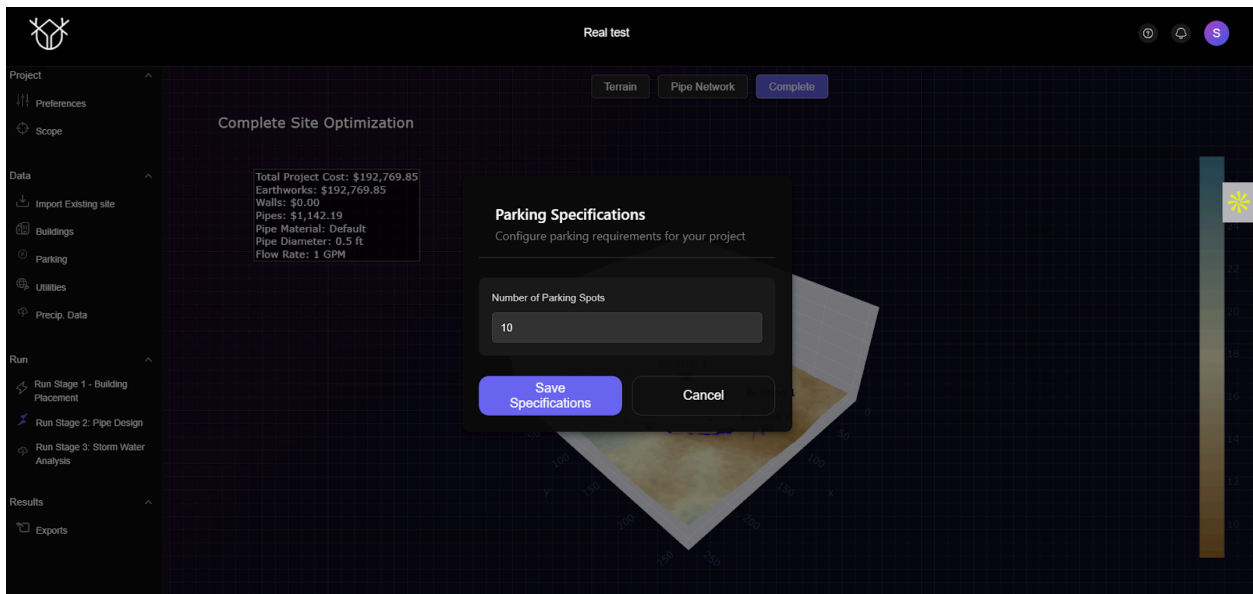 Real test
S
Project
Preferences
Scope
Data
Import Existing site
Buildings
Parking
Utilities
Precip. Data
Run
Run Stage 1 - Building
Placement
Run Stage 2: Pipe Design
Run Stage 3: Storm Water
Analysis
Results
Exports
Terrain
Pipe Network
Complete
Complete Site Optimization
Total Project Cost: $192,769.85
Earthworks: $192,769.85
Walls: $0.00
Pipes: $1,142.19
Pipe Material: Default
Pipe Diameter: 0.5 ft
Flow Rate: 1 GPM
Parking Specifications
Configure parking requirements for your project
Number of Parking Spots
10
Save
Specifications
Cancel
0
50
50
100
100
y
150
150
x
200
200
250
250
24
22
20
18
16
14
12
10